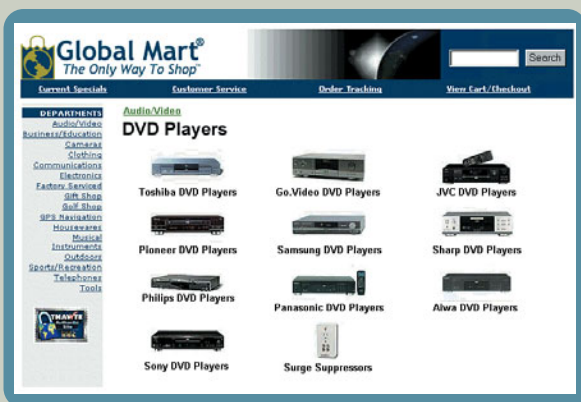 Global Mart®
The Only Way To Shop™
Search
Current Specials
Customer Service
Order Tracking
View Cart/Checkout
DEPARTMENTS
Audio/Video
Business/Education
Cameras
Clothing
Communications
Electronics
Factory Serviced
Gift Shop
Golf Shop
GPS Navigation
Housewares
Musical
Instruments
Outdoors
Sports/Recreation
Telephones
Tools
THAWTE
Audio/Video
DVD Players
Toshiba DVD Players
Go.Video DVD Players
JVC DVD Players
Pioneer DVD Players
Samsung DVD Players
Sharp DVD Players
Philips DVD Players
Panasonic DVD Players
Aiwa DVD Players
Sony DVD Players
Surge Suppressors